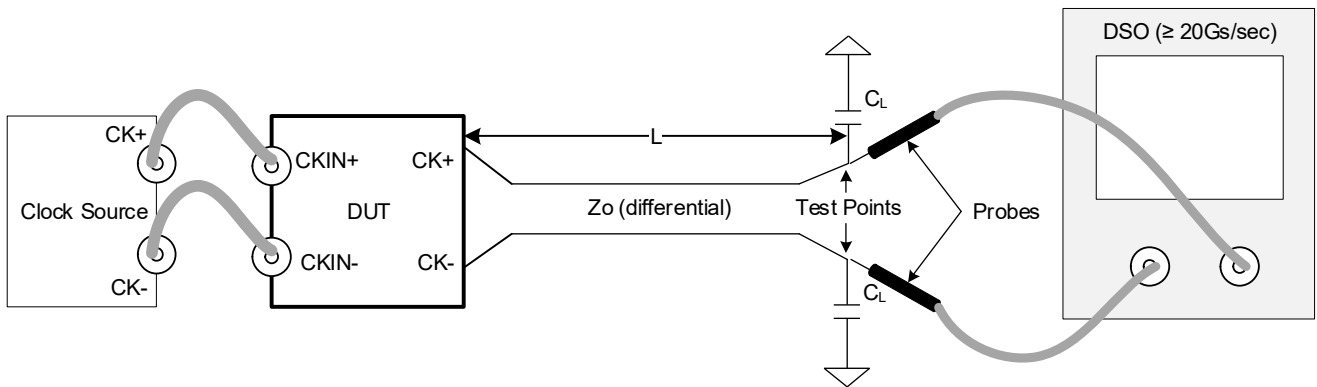 DSO (≥ 20Gs/sec)
CL
CK+
L
CKIN+
CK+
Clock Source
DUT
Zo (differential)
Test Points
Probes
CKIN-
CK-
CK-
CL